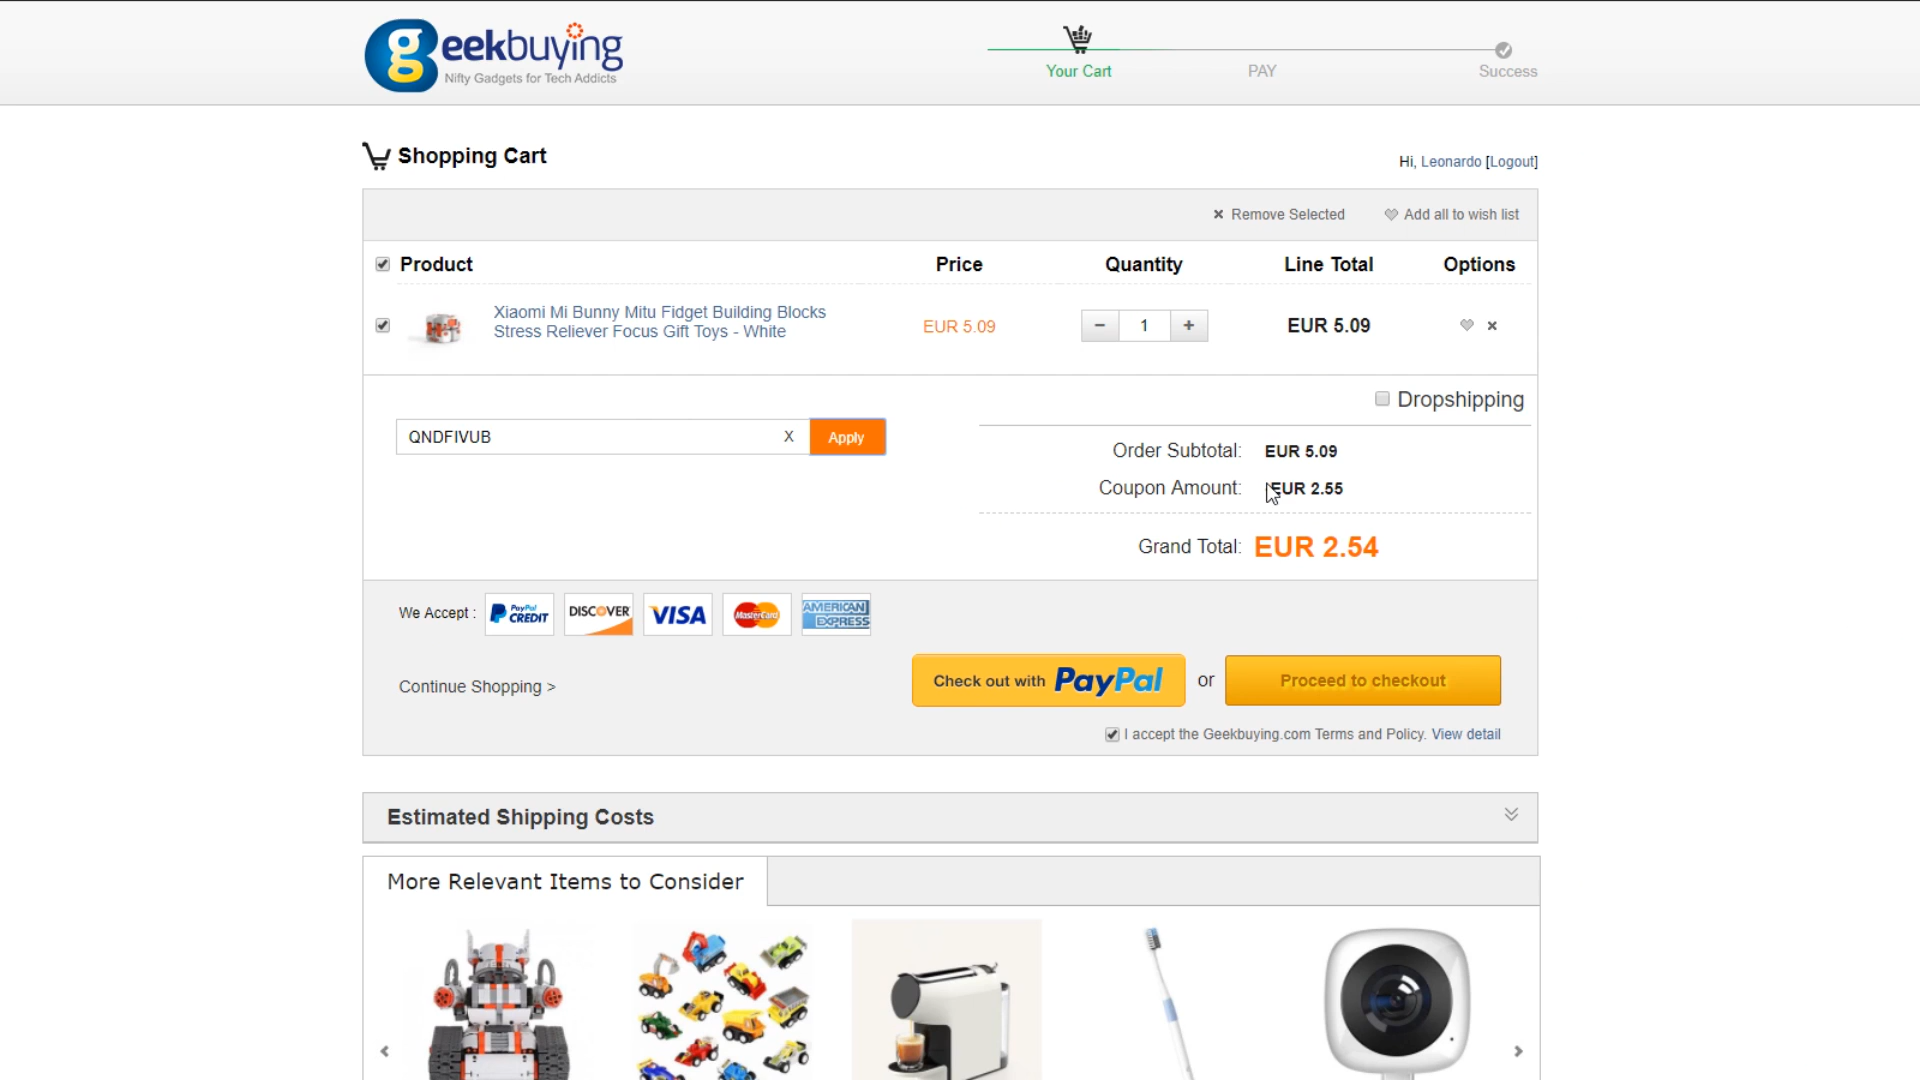 geekbuying
Nifty Gadgets for Tech Addicts
Your Cart
PAY
Success
Shopping Cart
Hi, Leonardo [Logout]
Remove Selected
Add all to wish list
Product
Price
Quantity
Line Total
Options
Xiaomi Mi Bunny Mitu Fidget Building Blocks
Stress Reliever Focus Gift Toys - White
EUR 5.09
− 1 +
EUR 5.09
Dropshipping
QNDFIVUB
X
Apply
Order Subtotal: EUR 5.09
Coupon Amount: EUR 2.55
Grand Total: EUR 2.54
We Accept :
PayPal CREDIT
DISCOVER
VISA
MasterCard
AMERICAN EXPRESS
Continue Shopping >
Check out with PayPal
or
Proceed to checkout
I accept the Geekbuying.com Terms and Policy. View detail
Estimated Shipping Costs
More Relevant Items to Consider